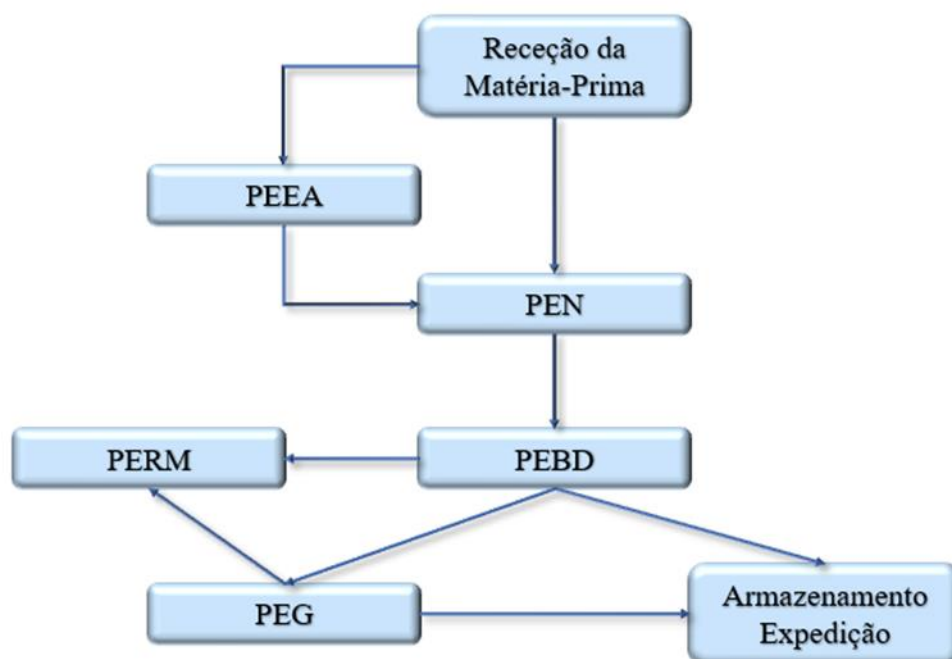 Receção da
Matéria-Prima
PEEA
PEN
PERM
PEBD
PEG
Armazenamento
Expedição